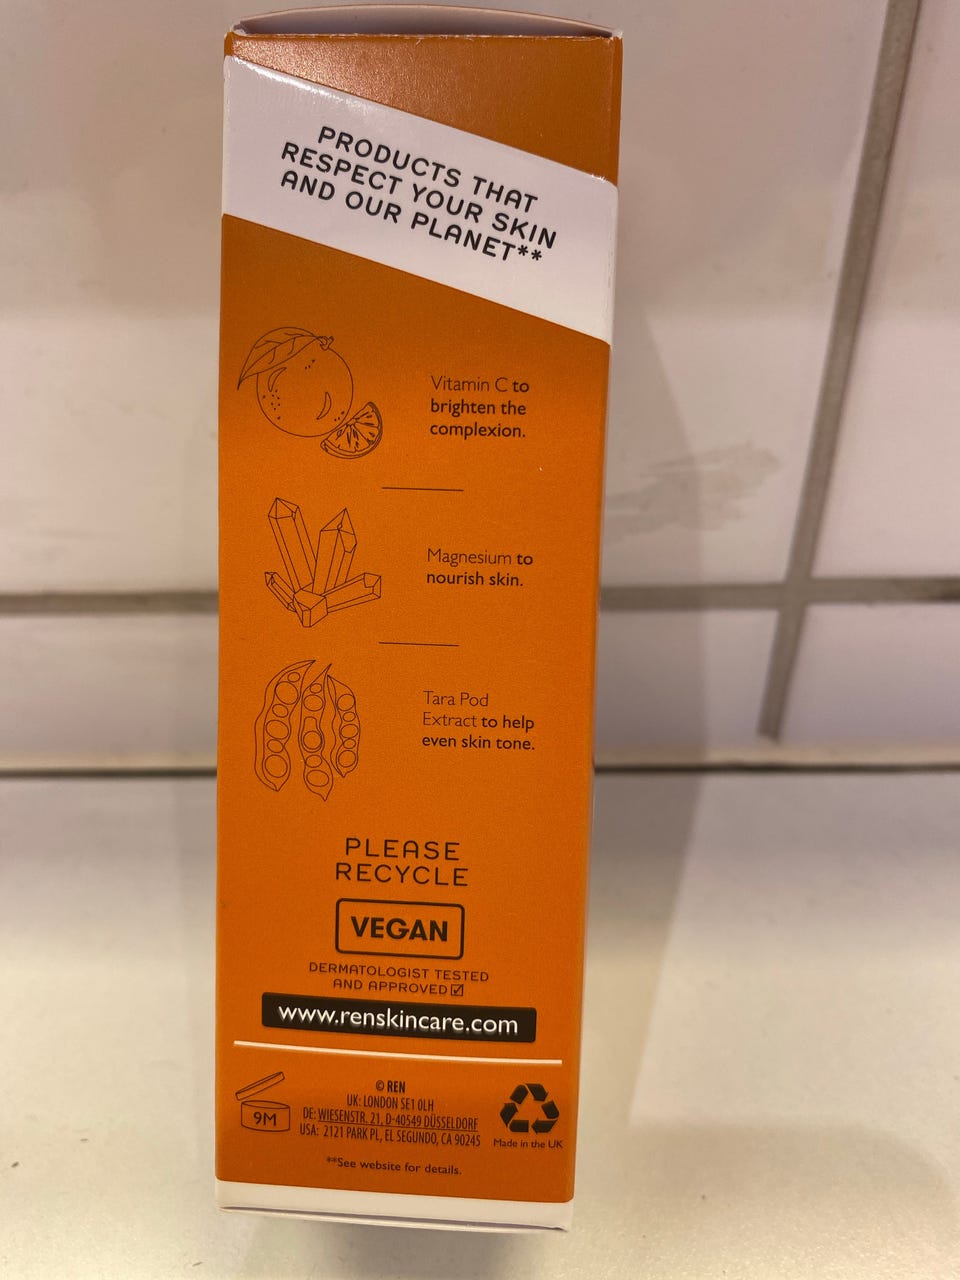 PRODUCTS THAT
RESPECT YOUR SKIN
AND OUR PLANET**
Vitamin C to
brighten the
complexion.
Magnesium to
nourish skin.
Tara Pod
Extract to help
even skin tone.
PLEASE
RECYCLE
VEGAN
DERMATOLOGIST TESTED
AND APPROVED
www.renskincare.com
9M
© REN
UK: LONDON SE1 0LH
DE: WIESENSTR. 21, D-40549 DÜSSELDORF
USA: 2121 PARK PL, EL SEGUNDO, CA 90245
Made in the UK
**See website for details.